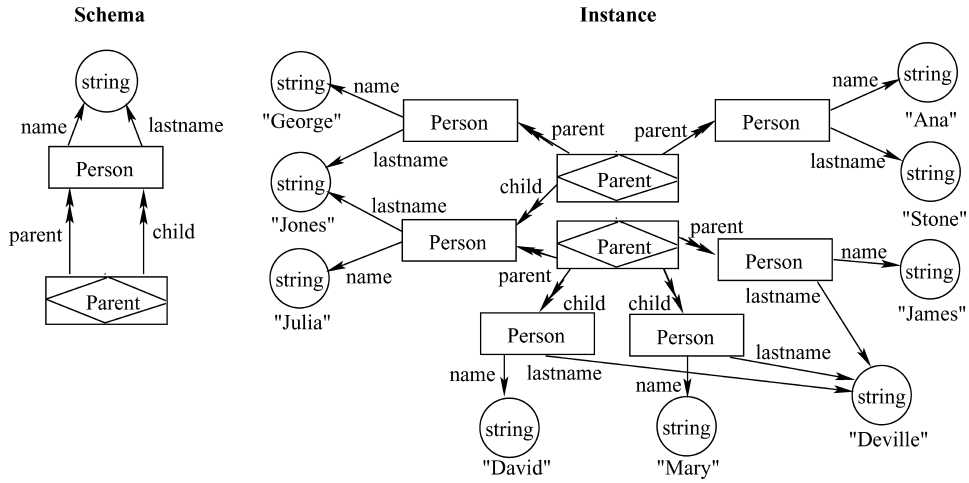 Schema
string
name
lastname
Person
parent
child
Parent
Instance
string
"George"
name
Person
lastname
string
"Jones"
lastname
Person
name
string
"Julia"
parent
parent
Parent
child
Person
name
string
"Ana"
lastname
string
"Stone"
Parent
parent
parent
Person
name
string
"James"
lastname
child
child
Person
Person
name
lastname
name
lastname
string
"David"
string
"Mary"
string
"Deville"